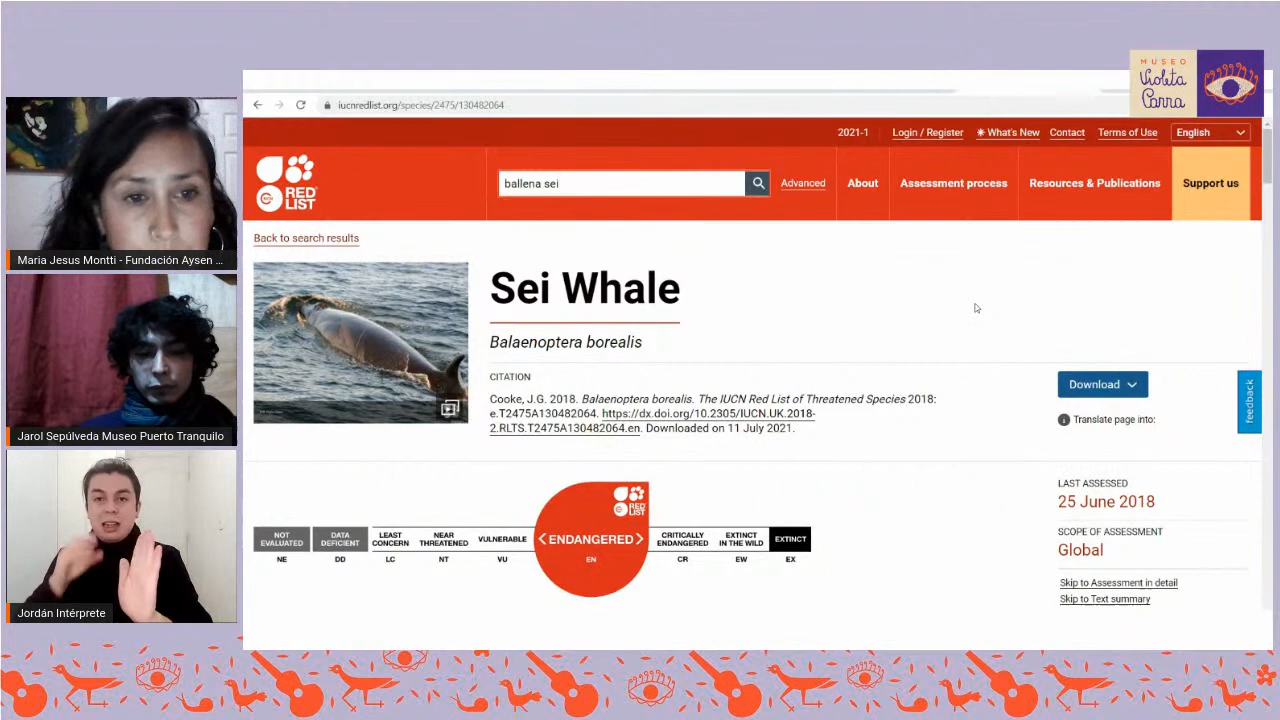 MUSEO
Violeta
Parra
iucnredlist.org/species/2475/130482064
2021-1
Login / Register
What's New
Contact
Terms of Use
English
RED
LIST
ballena sei
Advanced
About
Assessment process
Resources & Publications
Support us
Back to search results
Sei Whale
Balaenoptera borealis
CITATION
Cooke, J.G. 2018. Balaenoptera borealis. The IUCN Red List of Threatened Species 2018:
e.T2475A130482064. https://dx.doi.org/10.2305/IUCN.UK.2018-
2.RLTS.T2475A130482064.en. Downloaded on 11 July 2021.
Download
Translate page into:
feedback
LAST ASSESSED
25 June 2018
SCOPE OF ASSESSMENT
Global
Skip to Assessment in detail
Skip to Text summary
RED
LIST
NOT
EVALUATED
NE
DATA
DEFICIENT
DD
LEAST
CONCERN
LC
NEAR
THREATENED
NT
VULNERABLE
VU
<ENDANGERED>
EN
CRITICALLY
ENDANGERED
CR
EXTINCT
IN THE WILD
EW
EXTINCT
EX
Maria Jesus Montti - Fundación Aysen ...
Jarol Sepúlveda Museo Puerto Tranquilo
Jordán Intérprete